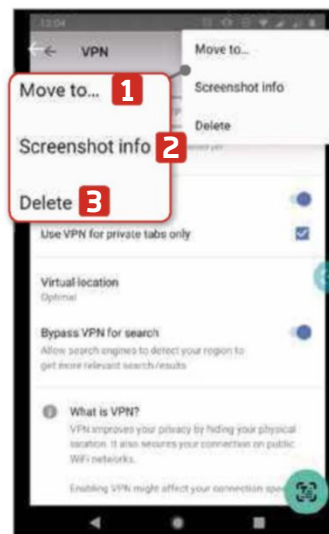 12:04
VPN
Move to...
Screenshot info
Delete
Move to... 1
Screenshot info 2
Delete 3
Use VPN for private tabs only
Virtual location
Optimal
Bypass VPN for search
Allow search engines to detect your region to
get more relevant search results
What is VPN?
VPN improves your privacy by hiding your physical
location. It also secures your connection on public
WiFi networks.
Enabling VPN might affect your connection